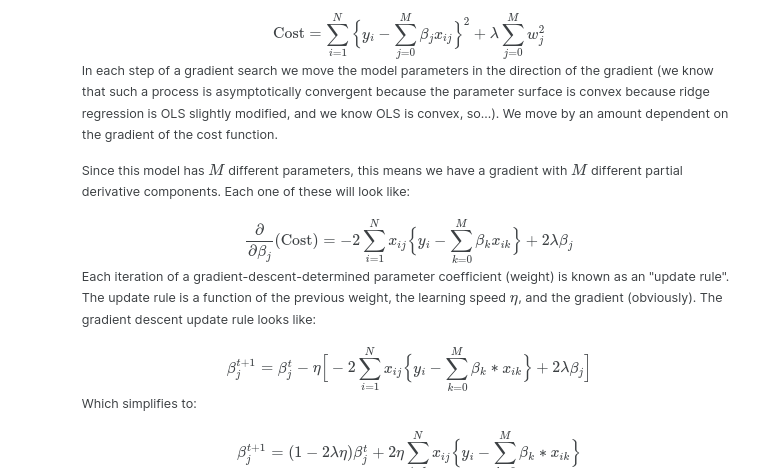 Cost = \sum_{i=1}^{N} \left\{ y_i - \sum_{j=0}^{M} \beta_j x_{ij} \right\}^2 + \lambda \sum_{j=0}^{M} w_j^2
In each step of a gradient search we move the model parameters in the direction of the gradient (we know
that such a process is asymptotically convergent because the parameter surface is convex because ridge
regression is OLS slightly modified, and we know OLS is convex, so...). We move by an amount dependent on
the gradient of the cost function.
Since this model has M different parameters, this means we have a gradient with M different partial
derivative components. Each one of these will look like:
\frac{\partial}{\partial \beta_j} (Cost) = -2 \sum_{i=1}^{N} x_{ij} \left\{ y_i - \sum_{k=0}^{M} \beta_k x_{ik} \right\} + 2\lambda\beta_j
Each iteration of a gradient-descent-determined parameter coefficient (weight) is known as an "update rule".
The update rule is a function of the previous weight, the learning speed η, and the gradient (obviously). The
gradient descent update rule looks like:
\beta_j^{t+1} = \beta_j^t - \eta \left[ -2 \sum_{i=1}^{N} x_{ij} \left\{ y_i - \sum_{k=0}^{M} \beta_k * x_{ik} \right\} + 2\lambda\beta_j \right]
Which simplifies to:
\beta_j^{t+1} = (1 - 2\lambda\eta)\beta_j^t + 2\eta \sum^{N} x_{ij} \left\{ y_i - \sum^{M} \beta_k * x_{ik} \right\}